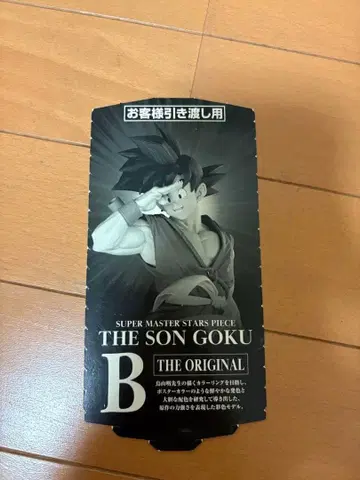 お客様引き渡し用
SUPER MASTER STARS PIECE
THE SON GOKU
B THE ORIGINAL
鳥山明先生の描くカラーリングを目指し、
ポスターカラーのような鮮やかな発色と
大胆な配色を研究して導き出した、
原作の力強さを表現した彩色モデル。